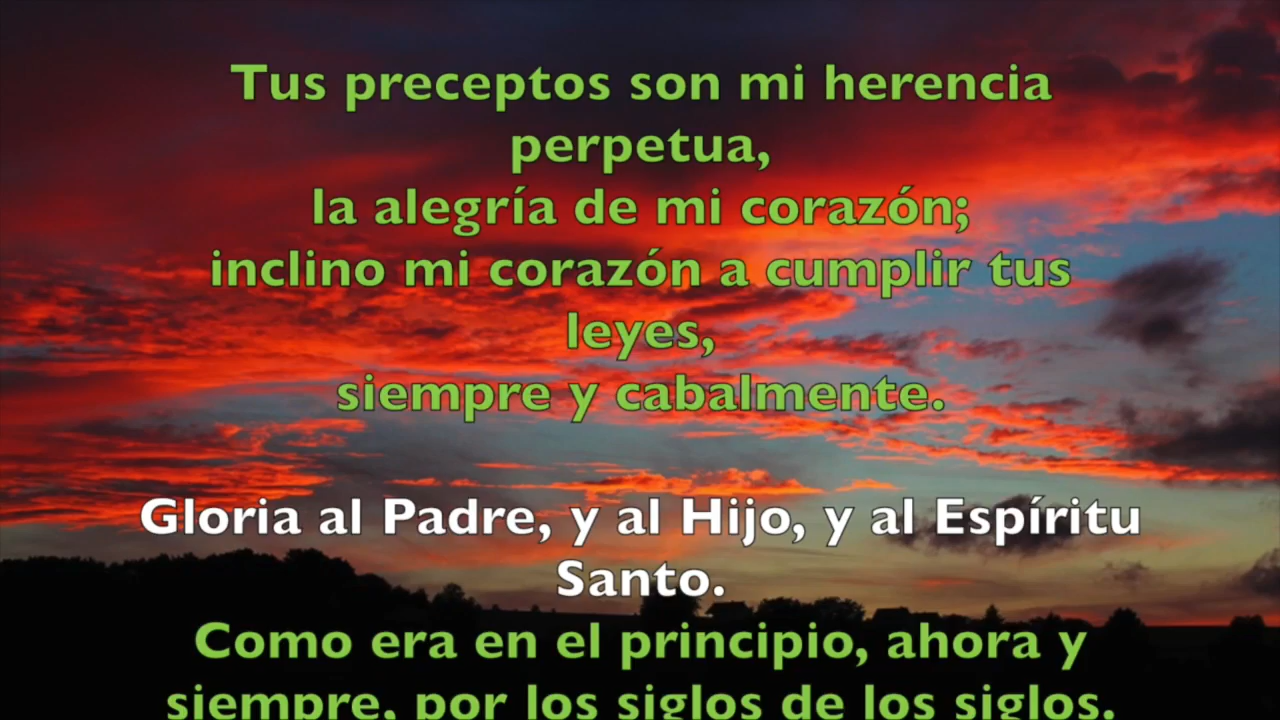 Tus preceptos son mi herencia
perpetua,
la alegría de mi corazón;
inclino mi corazón a cumplir tus
leyes,
siempre y cabalmente.
Gloria al Padre, y al Hijo, y al Espíritu
Santo.
Como era en el principio, ahora y
siempre, por los siglos de los siglos.